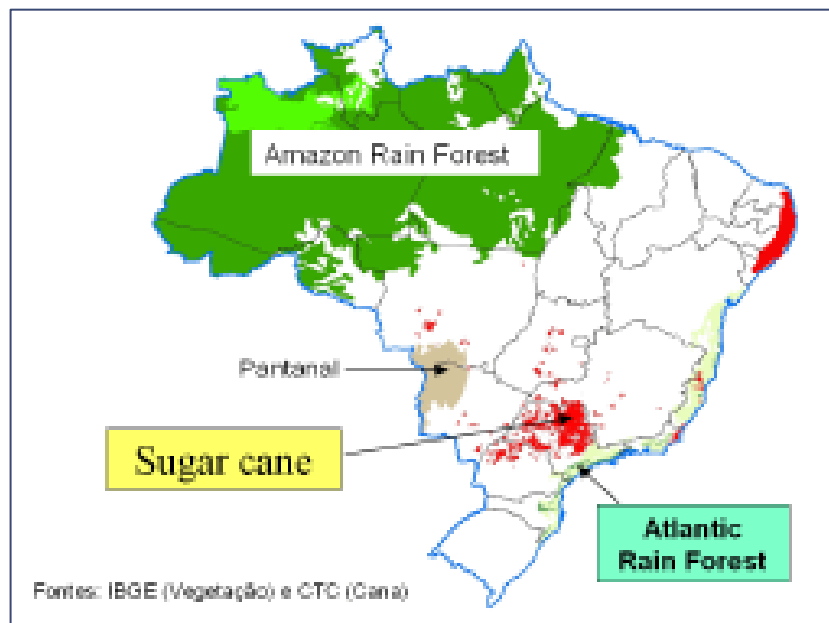 Amazon Rain Forest
Pantanal
Sugar cane
Atlantic
Rain Forest
Fontes: IBGE (Vegetação) e CTC (Cana)